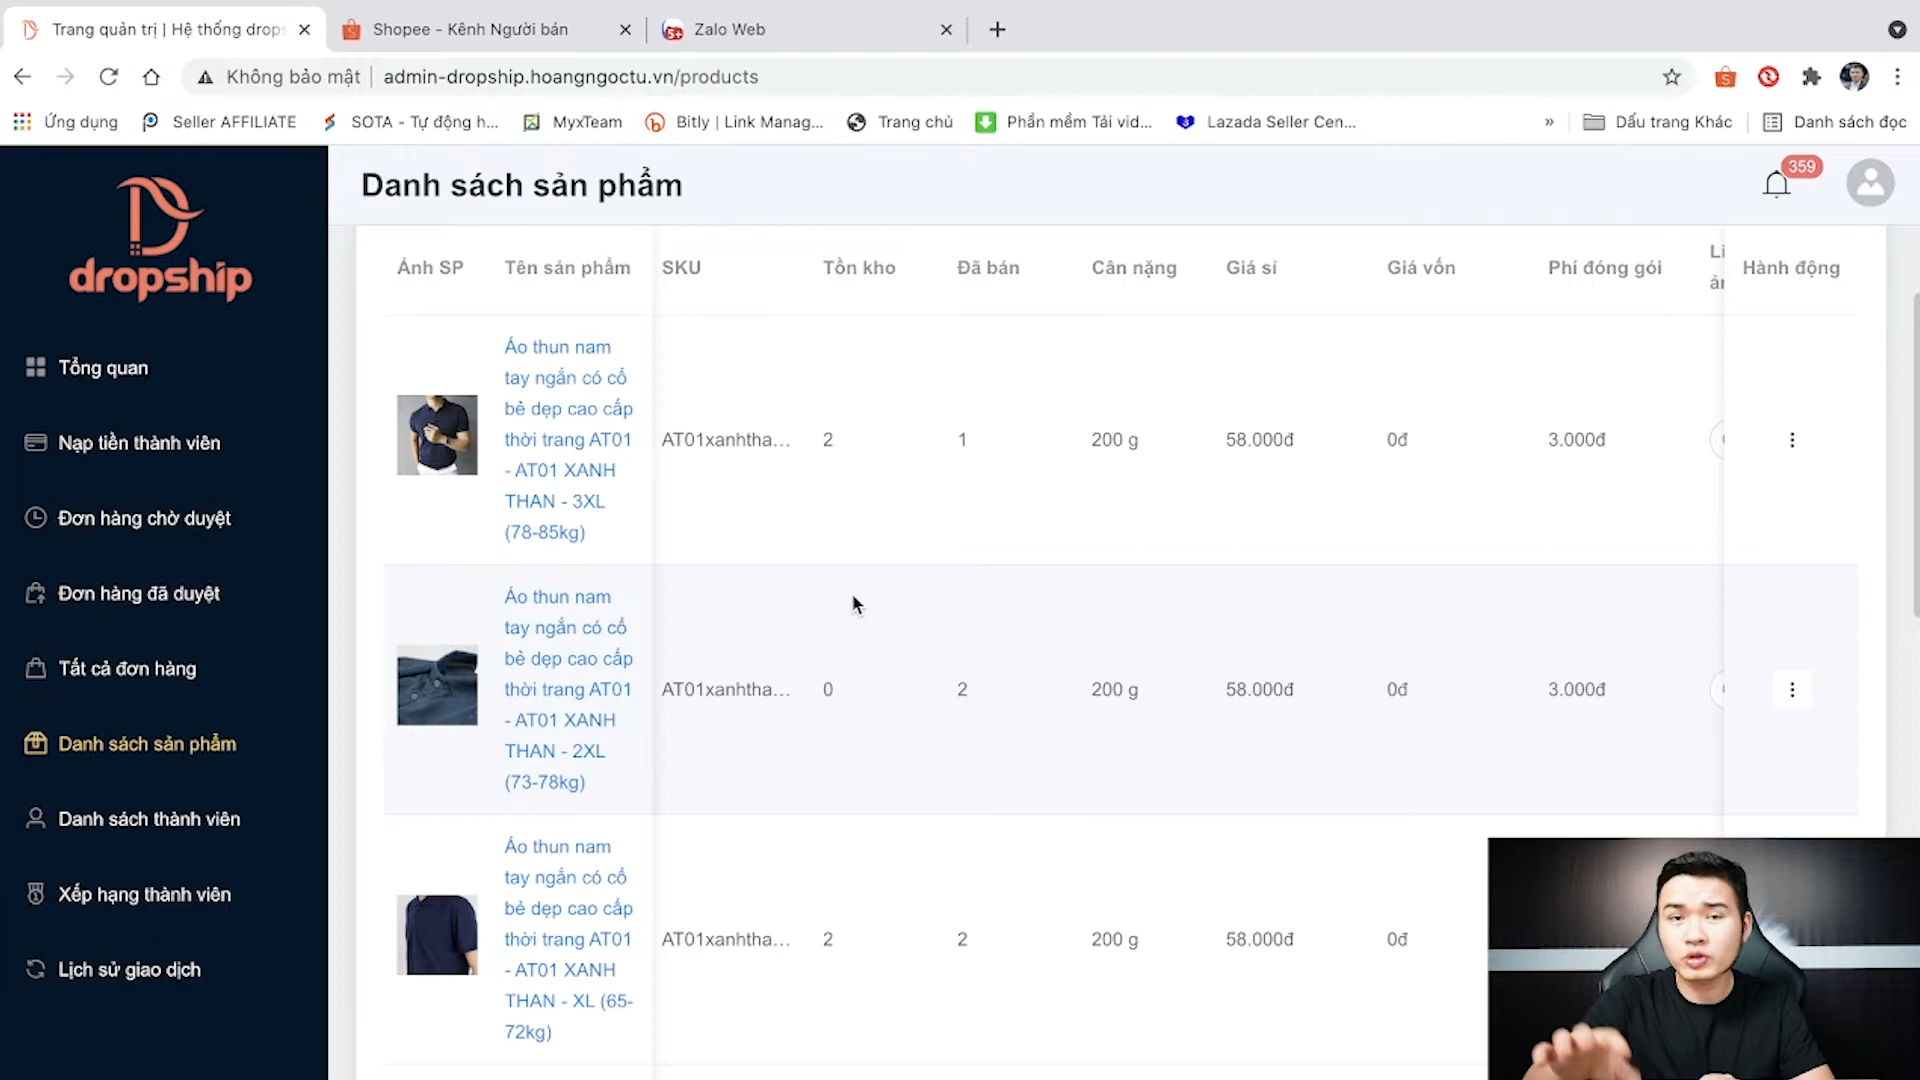 Trang quản trị | Hệ thống drops
Shopee - Kênh Người bán
Zalo Web
Không bảo mật
admin-dropship.hoangngoctu.vn/products
Ứng dụng
Seller AFFILIATE
SOTA - Tự động h...
MyxTeam
Bitly | Link Manag...
Trang chủ
Phần mềm Tải vid...
Lazada Seller Cen...
»
Dấu trang Khác
Danh sách đọc
dropship
Danh sách sản phẩm
359
Tổng quan
Nạp tiền thành viên
Đơn hàng chờ duyệt
Đơn hàng đã duyệt
Tất cả đơn hàng
Danh sách sản phẩm
Danh sách thành viên
Xếp hạng thành viên
Lịch sử giao dịch
Ảnh SP
Tên sản phẩm
SKU
Tồn kho
Đã bán
Cân nặng
Giá sỉ
Giá vốn
Phí đóng gói
Hành động
Áo thun nam
tay ngắn có cổ
bẻ dẹp cao cấp
thời trang AT01
- AT01 XANH
THAN - 3XL
(78-85kg)
AT01xanhtha...
2
1
200 g
58.000đ
0đ
3.000đ
Áo thun nam
tay ngắn có cổ
bẻ dẹp cao cấp
thời trang AT01
- AT01 XANH
THAN - 2XL
(73-78kg)
AT01xanhtha...
0
2
200 g
58.000đ
0đ
3.000đ
Áo thun nam
tay ngắn có cổ
bẻ dẹp cao cấp
thời trang AT01
- AT01 XANH
THAN - XL (65-
72kg)
AT01xanhtha...
2
2
200 g
58.000đ
0đ